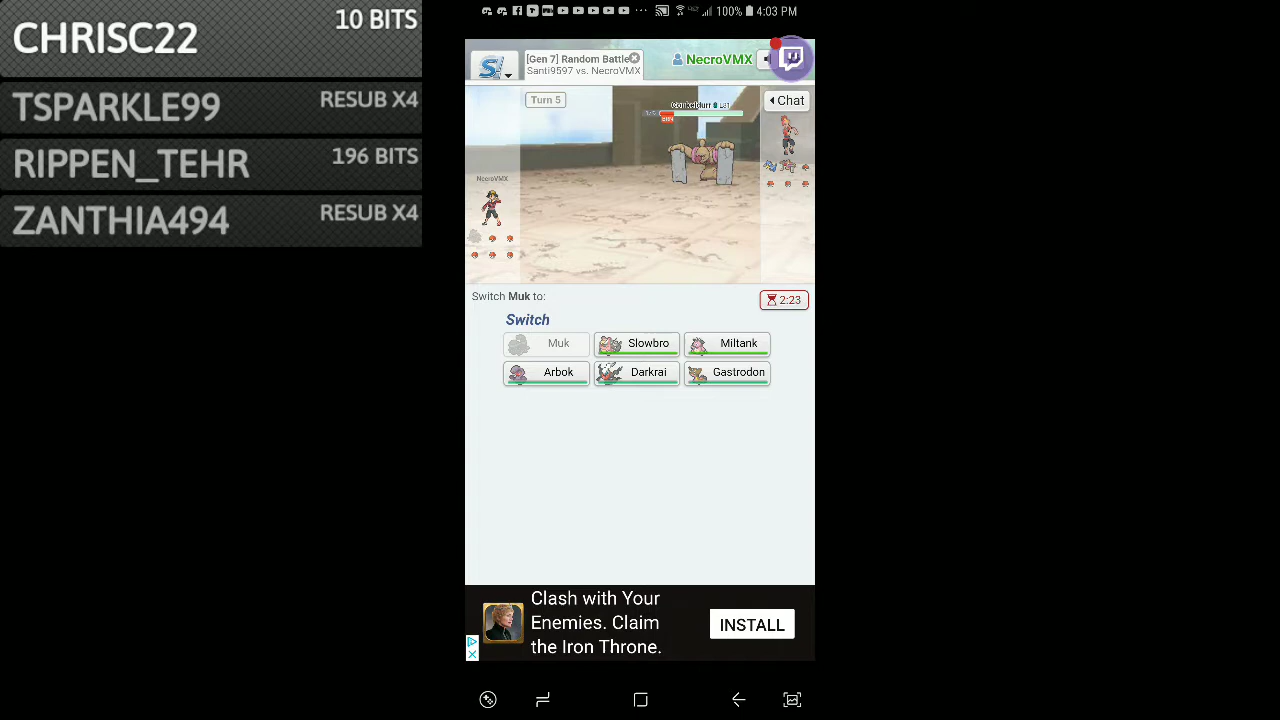 CHRISC22 10 BITS
TSPARKLE99 RESUB X4
RIPPEN_TEHR 196 BITS
ZANTHIA494 RESUB X4
100% 4:03 PM
[Gen 7] Random Battle
Santi9597 vs. NecroVMX
NecroVMX
Turn 5
Chat
BRN
NecroVMX
Switch Muk to:
2:23
Switch
Muk Slowbro Miltank
Arbok Darkrai Gastrodon
Clash with Your
Enemies. Claim
the Iron Throne.
INSTALL